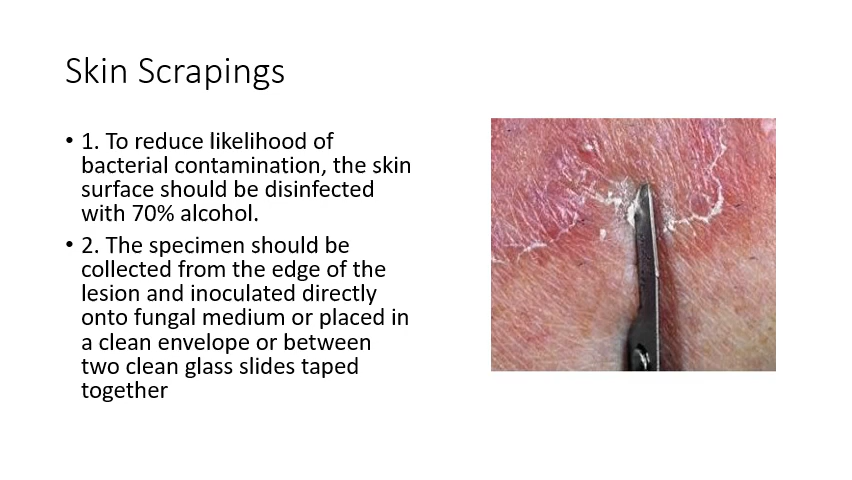 Skin Scrapings
• 1. To reduce likelihood of
bacterial contamination, the skin
surface should be disinfected
with 70% alcohol.
• 2. The specimen should be
collected from the edge of the
lesion and inoculated directly
onto fungal medium or placed in
a clean envelope or between
two clean glass slides taped
together